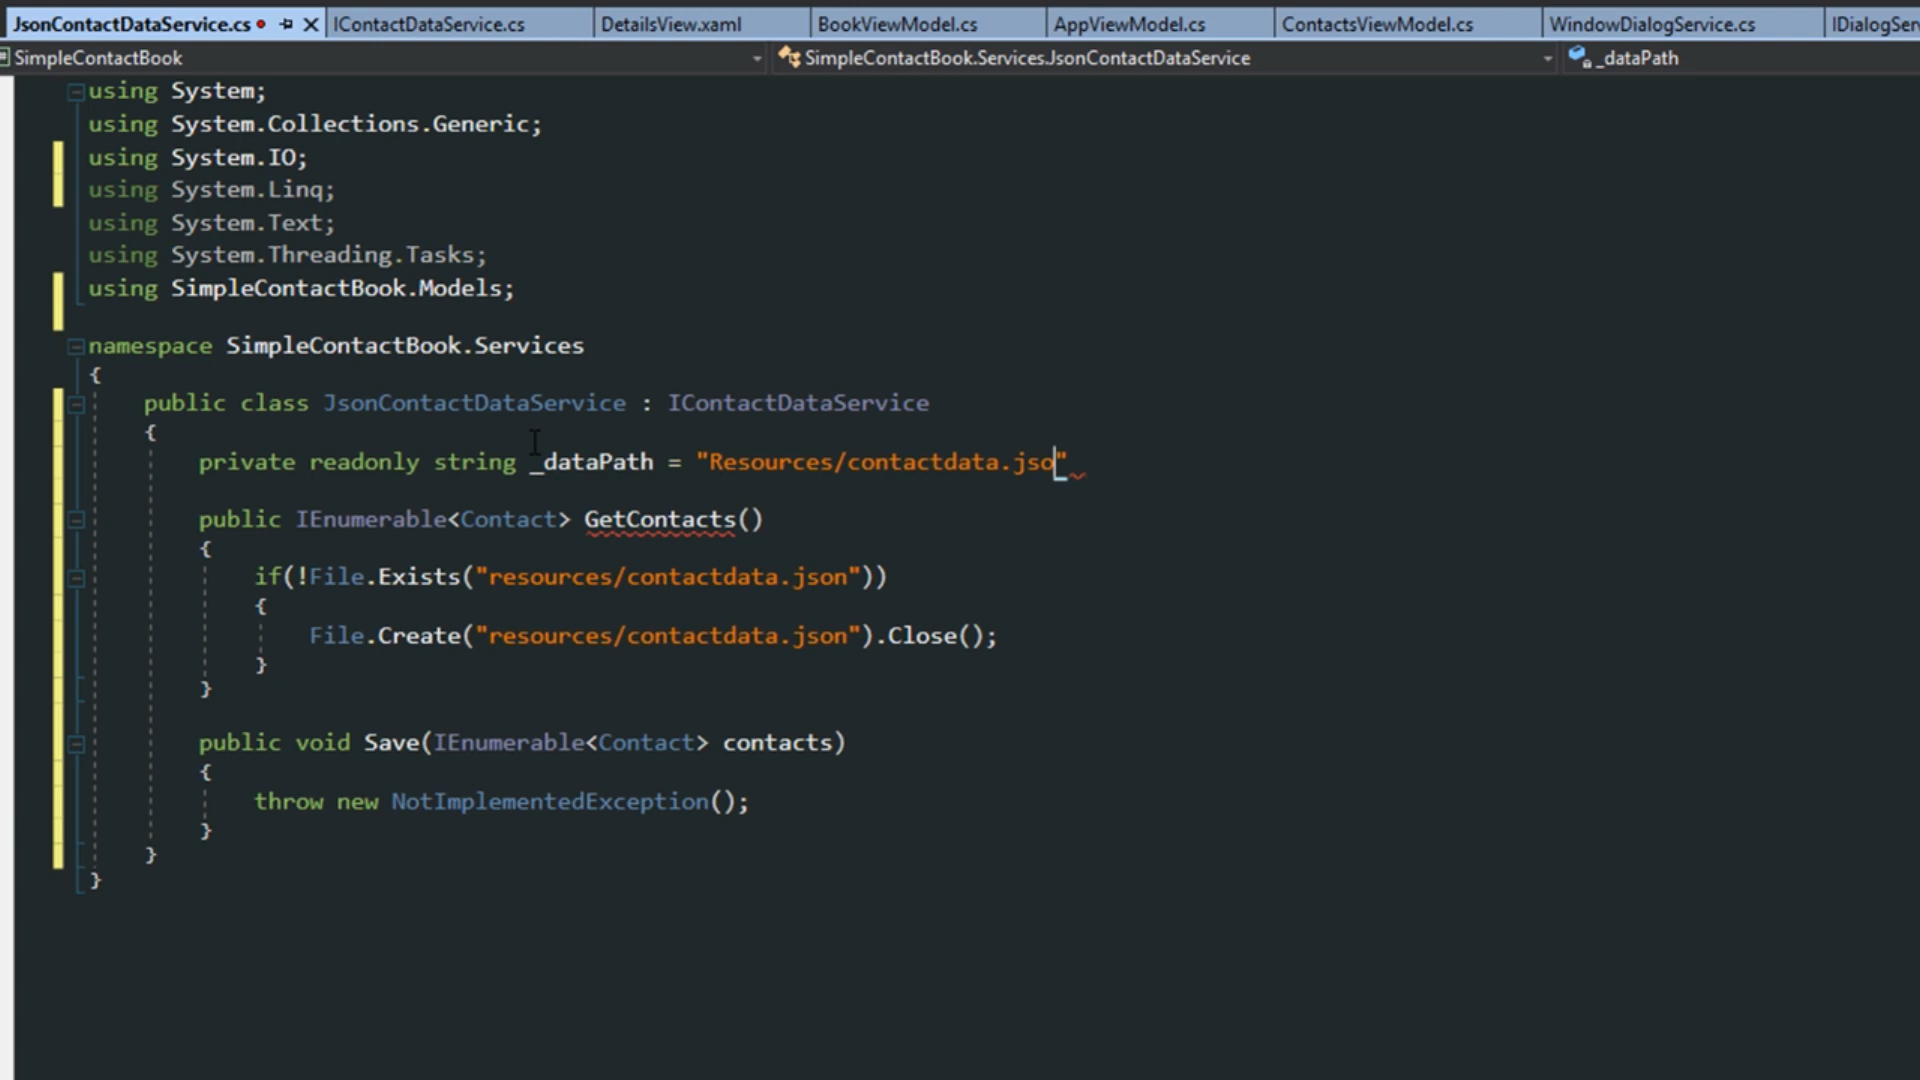 JsonContactDataService.cs IContactDataService.cs DetailsView.xaml BookViewModel.cs AppViewModel.cs ContactsViewModel.cs WindowDialogService.cs IDialogSer
SimpleContactBook SimpleContactBook.Services.JsonContactDataService _dataPath
using System;
using System.Collections.Generic;
using System.IO;
using System.Linq;
using System.Text;
using System.Threading.Tasks;
using SimpleContactBook.Models;
namespace SimpleContactBook.Services
{
public class JsonContactDataService : IContactDataService
{
private readonly string _dataPath = "Resources/contactdata.jso"
public IEnumerable<Contact> GetContacts()
{
if(!File.Exists("resources/contactdata.json"))
{
File.Create("resources/contactdata.json").Close();
}
}
public void Save(IEnumerable<Contact> contacts)
{
throw new NotImplementedException();
}
}
}